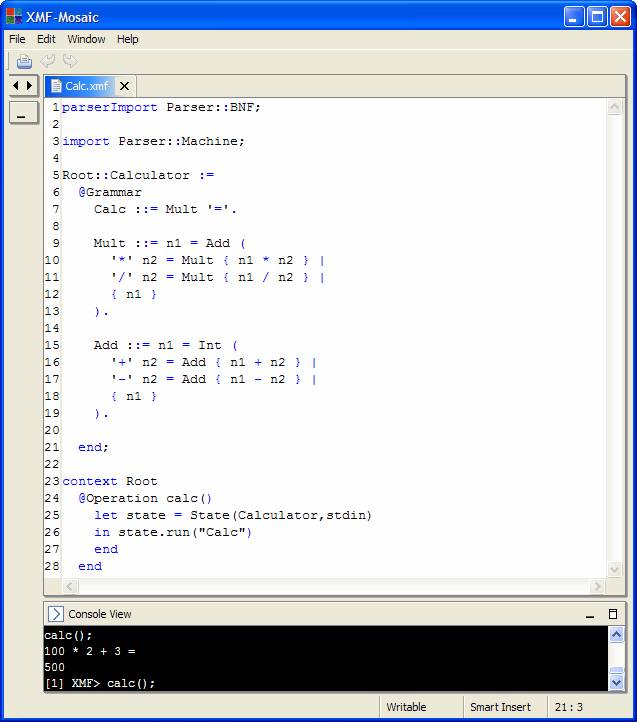 XMF-Mosaic
File Edit Window Help
Calc.xmf
1 parserImport Parser::BNF;
2
3 import Parser::Machine;
4
5 Root::Calculator :=
6 @Grammar
7 Calc ::= Mult '='.
8
9 Mult ::= n1 = Add (
10 '*' n2 = Mult { n1 * n2 } |
11 '/' n2 = Mult { n1 / n2 } |
12 { n1 }
13 ).
14
15 Add ::= n1 = Int (
16 '+' n2 = Add { n1 + n2 } |
17 '-' n2 = Add { n1 - n2 } |
18 { n1 }
19 ).
20
21 end;
22
23 context Root
24 @Operation calc()
25 let state = State(Calculator,stdin)
26 in state.run("Calc")
27 end
28 end
Console View
calc();
100 * 2 + 3 =
500
[1] XMF> calc();
Writable Smart Insert 21 : 3